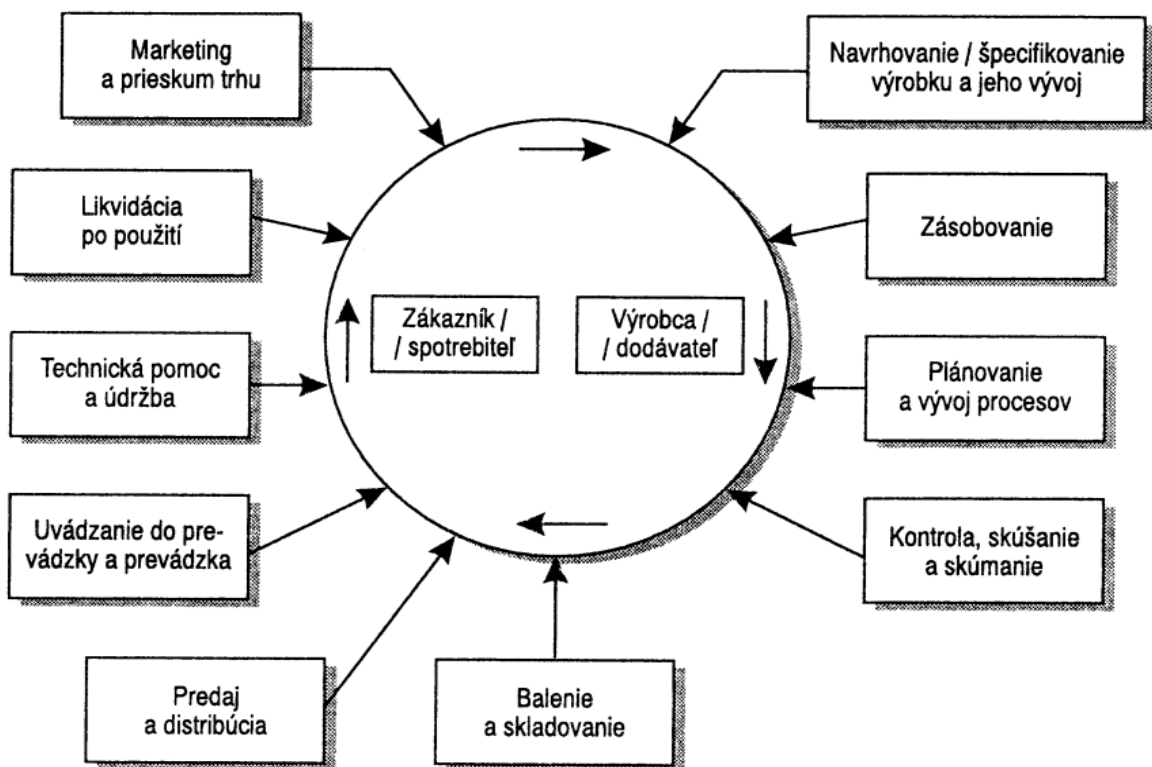 Marketing
a prieskum trhu
Navrhovanie / špecifikovanie
výrobku a jeho vývoj
Likvidácia
po použití
Zásobovanie
Zákazník /
/ spotrebiteľ
Výrobca /
/ dodávateľ
Technická pomoc
a údržba
Plánovanie
a vývoj procesov
Uvádzanie do pre-
vádzky a prevádzka
Kontrola, skúšanie
a skúmanie
Predaj
a distribúcia
Balenie
a skladovanie